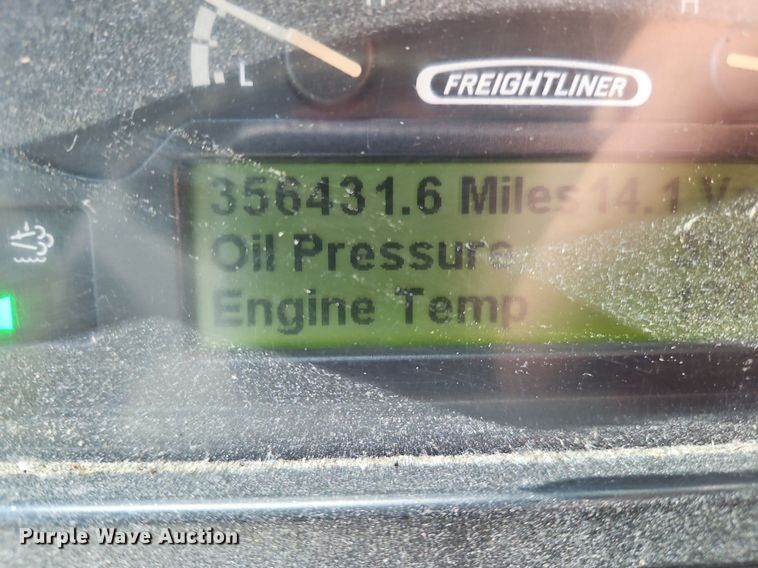 H H
L
FREIGHTLINER
356431.6 Miles 14.1
Oil Pressure
Engine Temp
Purple Wave Auction